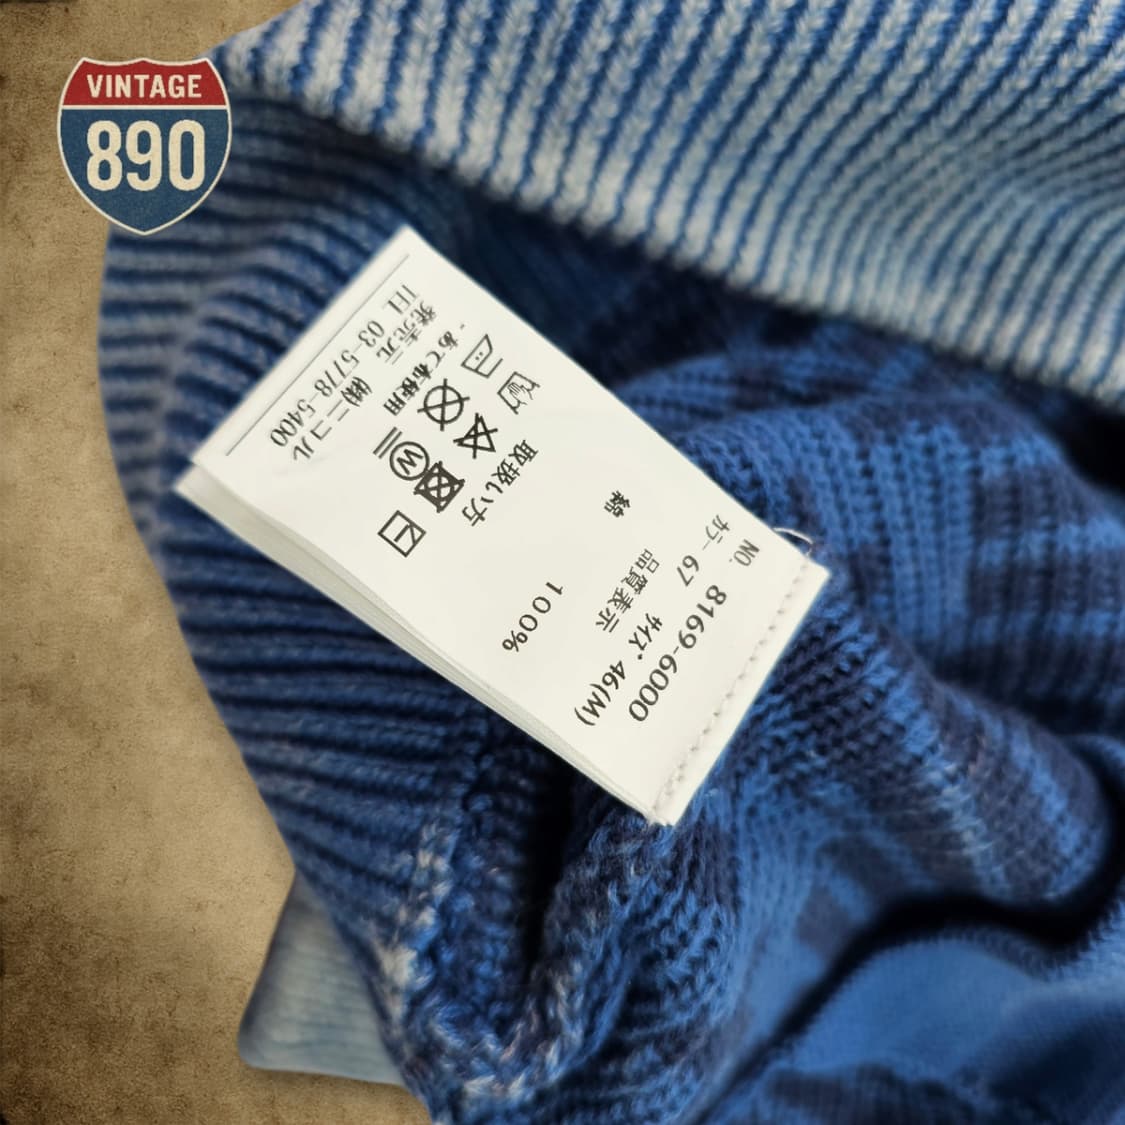 VINTAGE
890
NO. 8169-6000
カラー 67 サイズ 46(M)
品質表示
綿 100%
取扱い方
W
・あて布使用
発売元 ㈱ニコル
TEL 03-5778-5400